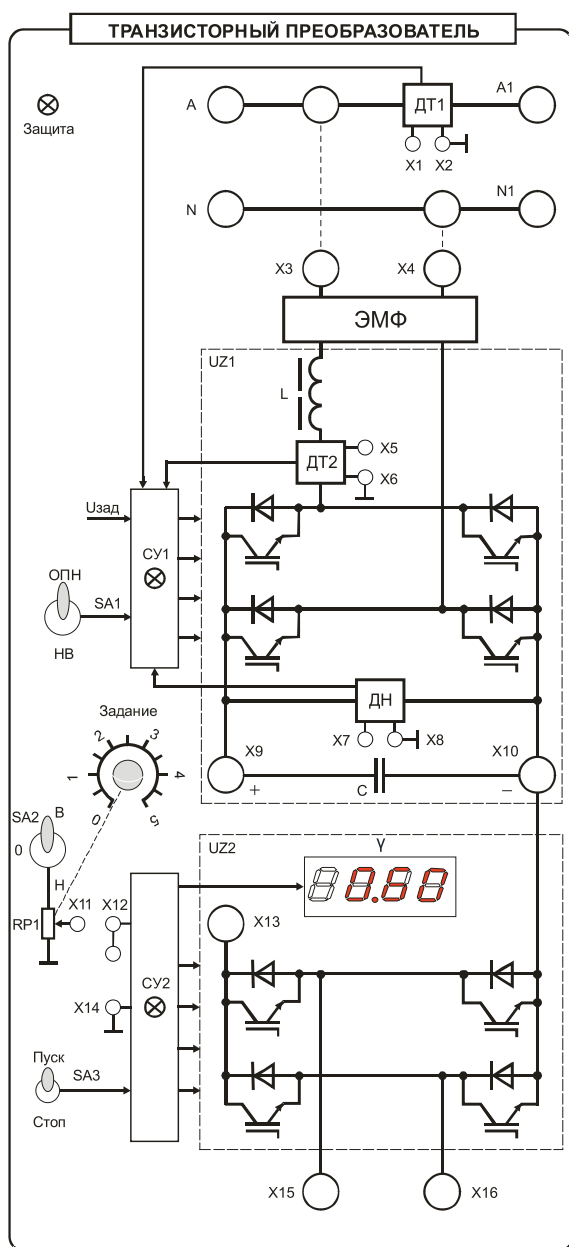 ТРАНЗИСТОРНЫЙ ПРЕОБРАЗОВАТЕЛЬ
Защита
A
ДТ1
A1
X1
X2
N
N1
X3
X4
ЭМФ
UZ1
L
ДТ2
X5
X6
Uзад
СУ1
ОПН
SA1
НВ
ДН
X7
X8
X9
X10
+
C
−
Задание
0
1
2
3
4
5
SA2
В
0
Н
RP1
X11
X12
UZ2
γ
0.60
X13
СУ2
X14
Пуск
SA3
Стоп
X15
X16